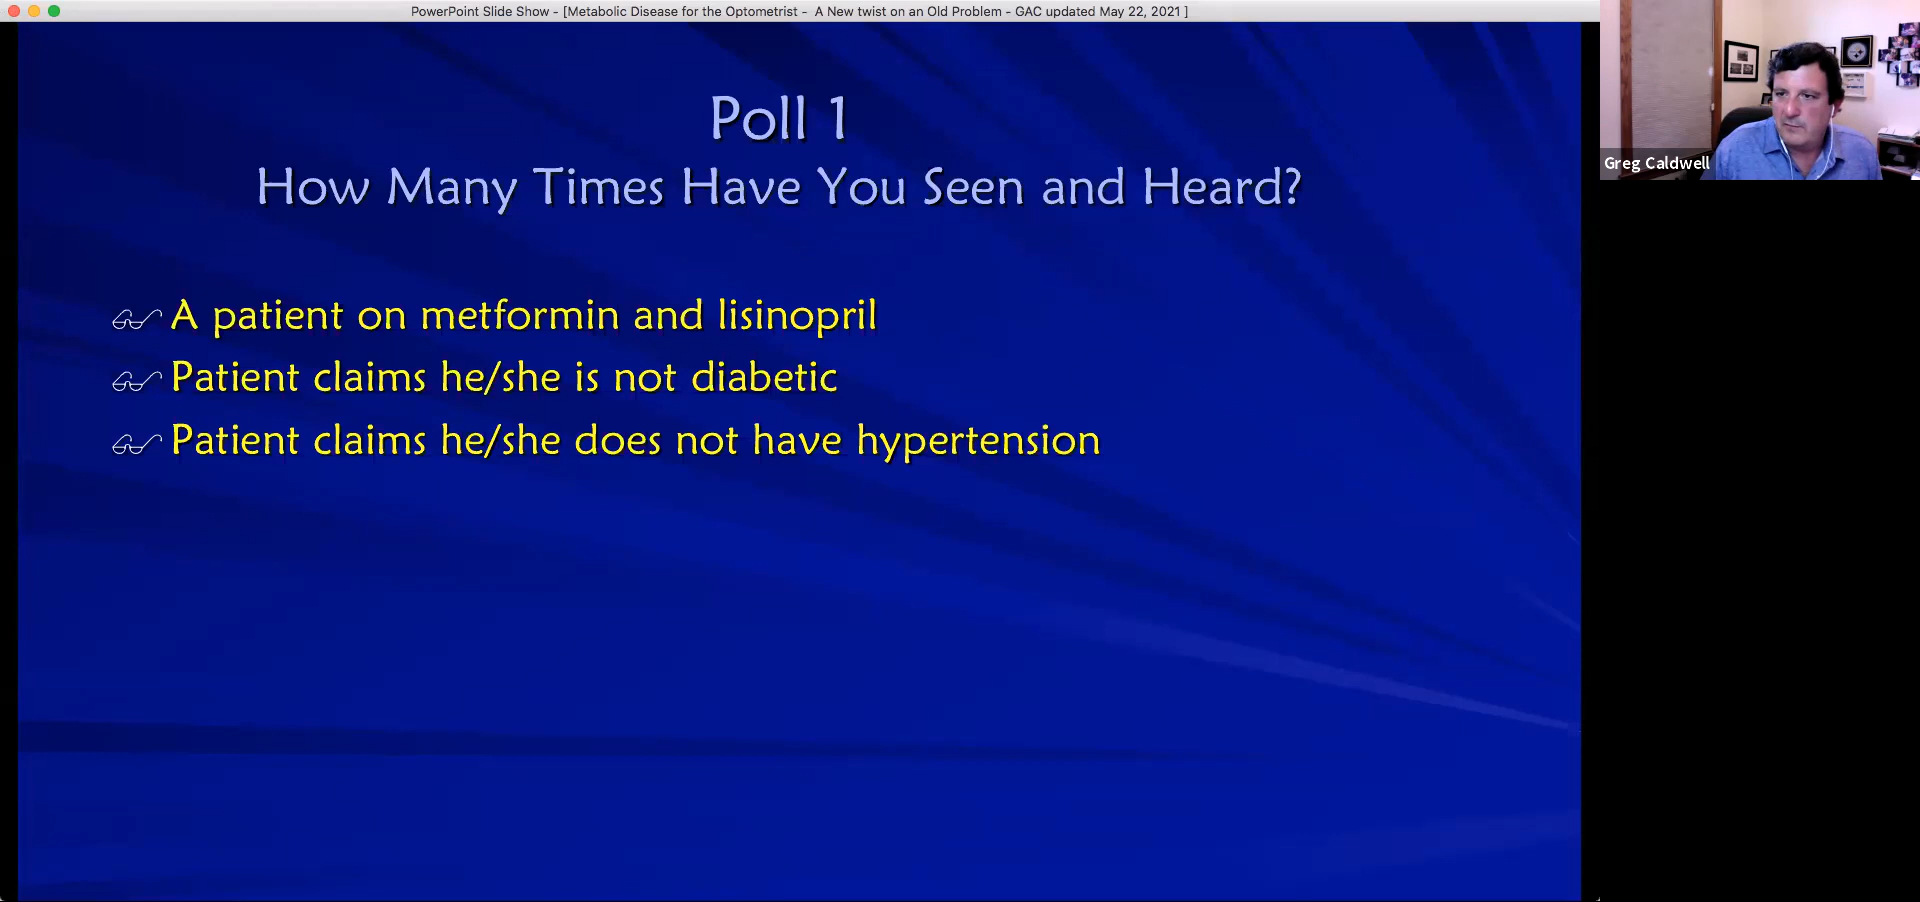 PowerPoint Slide Show - [Metabolic Disease for the Optometrist - A New twist on an Old Problem - GAC updated May 22, 2021 ]
Poll 1
How Many Times Have You Seen and Heard?
A patient on metformin and lisinopril
Patient claims he/she is not diabetic
Patient claims he/she does not have hypertension
Greg Caldwell